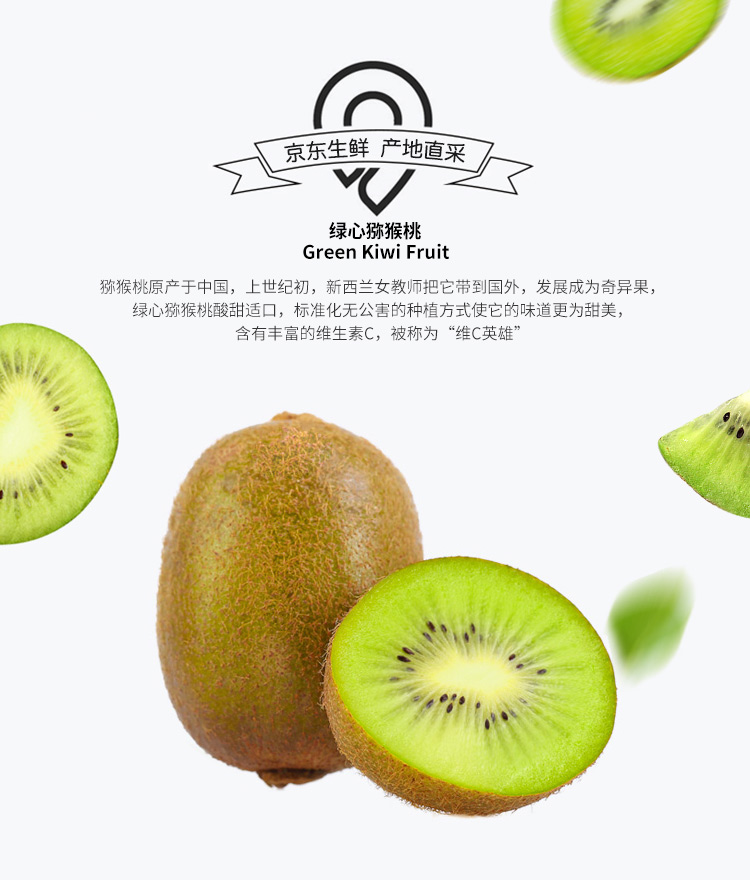 京东生鲜 产地直采
绿心猕猴桃
Green Kiwi Fruit
猕猴桃原产于中国，上世纪初，新西兰女教师把它带到国外，发展成为奇异果，
绿心猕猴桃酸甜适口，标准化无公害的种植方式使它的味道更为甜美，
含有丰富的维生素C，被称为“维C英雄”